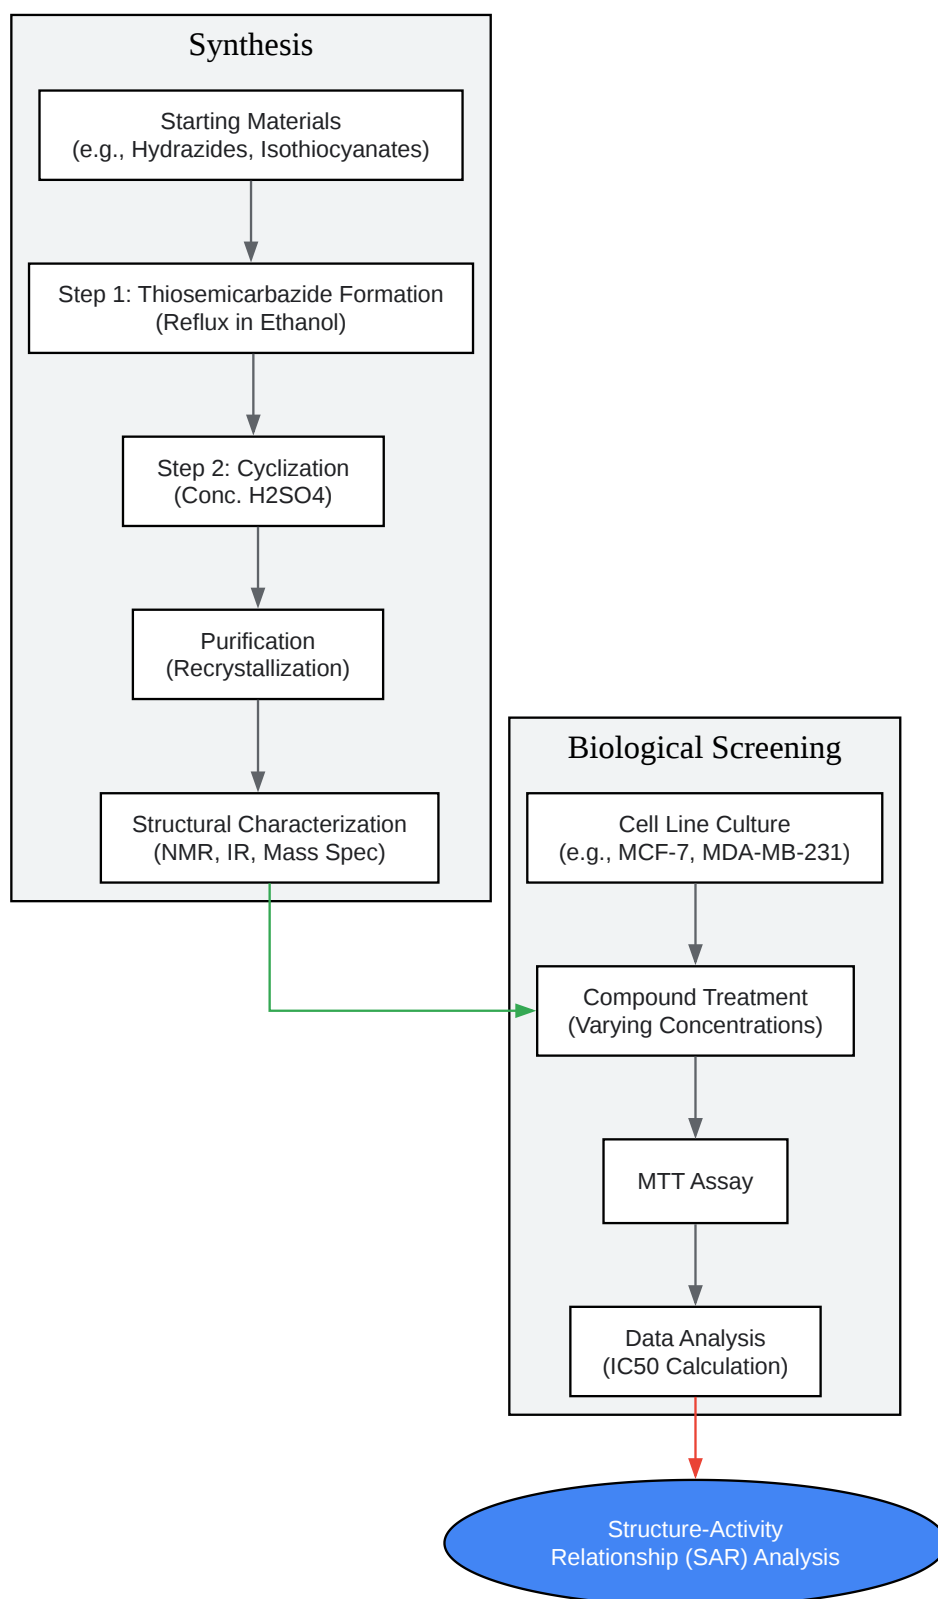 Synthesis
Starting Materials
(e.g., Hydrazides, Isothiocyanates)
Step 1: Thiosemicarbazide Formation
(Reflux in Ethanol)
Step 2: Cyclization
(Conc. H2SO4)
Purification
(Recrystallization)
Structural Characterization
(NMR, IR, Mass Spec)
Biological Screening
Cell Line Culture
(e.g., MCF-7, MDA-MB-231)
Compound Treatment
(Varying Concentrations)
MTT Assay
Data Analysis
(IC50 Calculation)
Structure-Activity
Relationship (SAR) Analysis